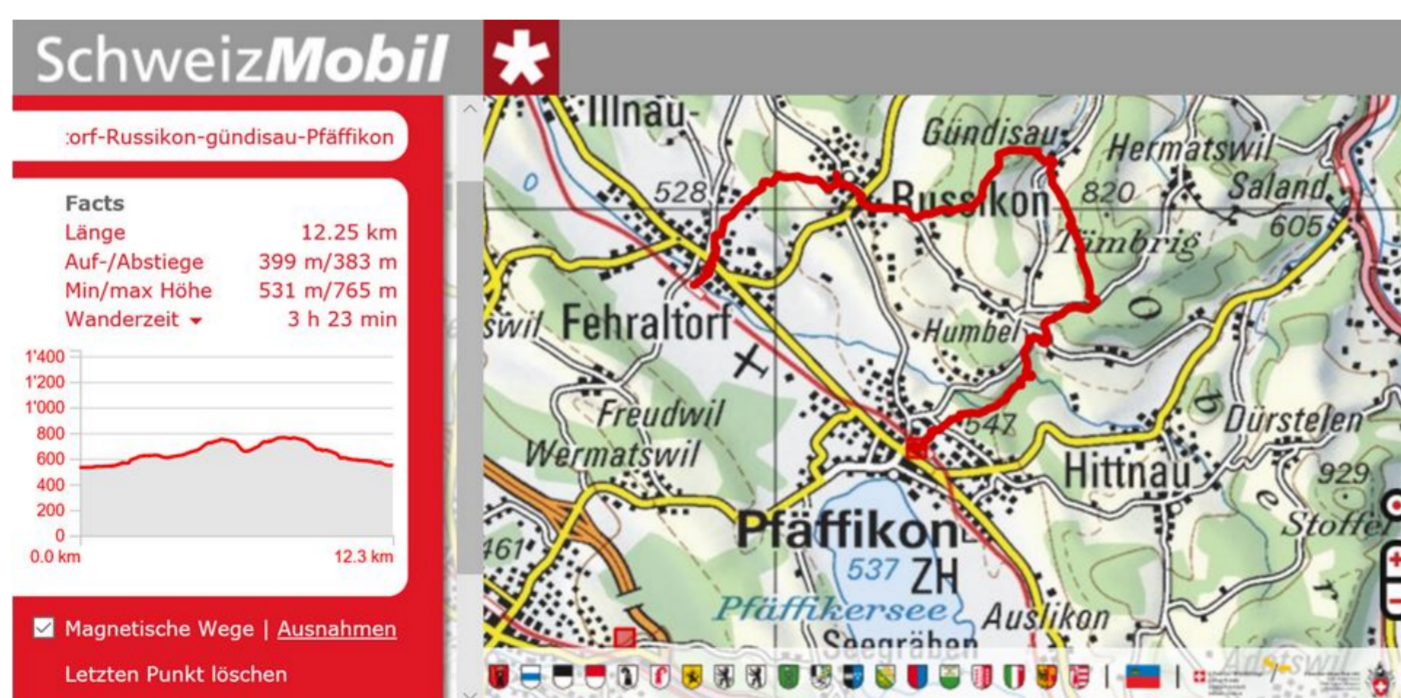 SchweizMobil
:orf-Russikon-gündisau-Pfäffikon
Facts
Länge 12.25 km
Auf-/Abstiege 399 m/383 m
Min/max Höhe 531 m/765 m
Wanderzeit 3 h 23 min
1'400
1'200
1'000
800
600
400
200
0
0.0 km 12.3 km
Magnetische Wege | Ausnahmen
Letzten Punkt löschen
Illnau-
Gündisau
Hermatswil
0
528
Russikon
820
Saland
605
Tämbrig
swil
Fehraltorf
Humbel
O
Freudwil
547
b
Dürstelen
Wermatswil
Hittnau
929
e
Stoffel
461
Pfäffikon
537
ZH
r
Pfäffikersee
Auslikon
Seegräben
Adetswil